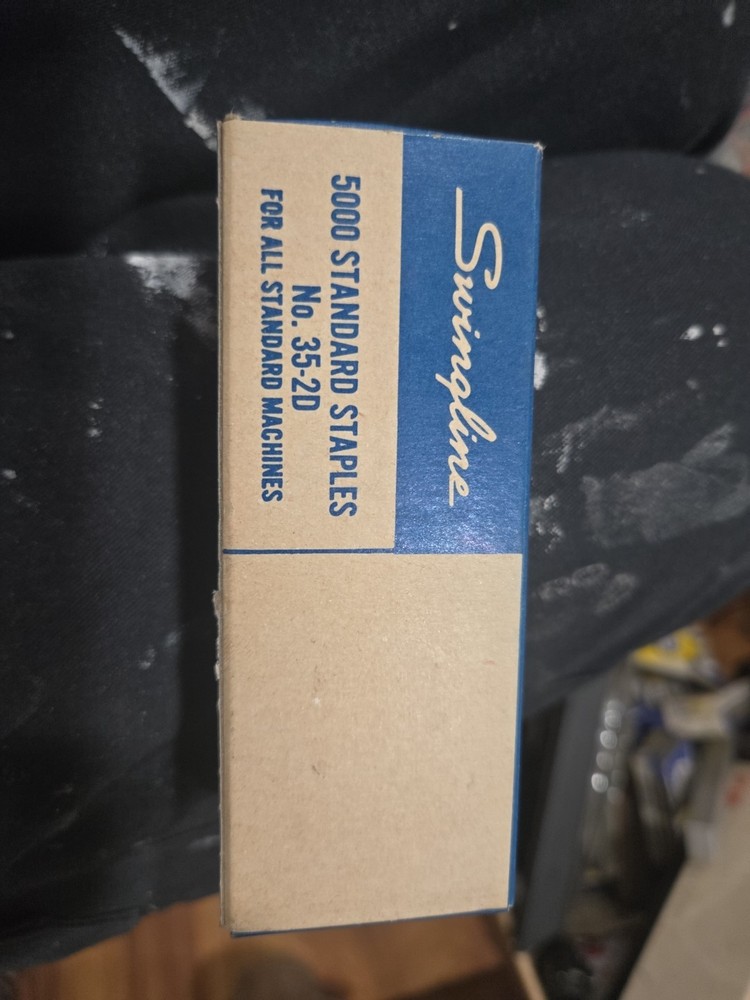 Swingline
5000 STANDARD STAPLES
No. 35-2D
FOR ALL STANDARD MACHINES